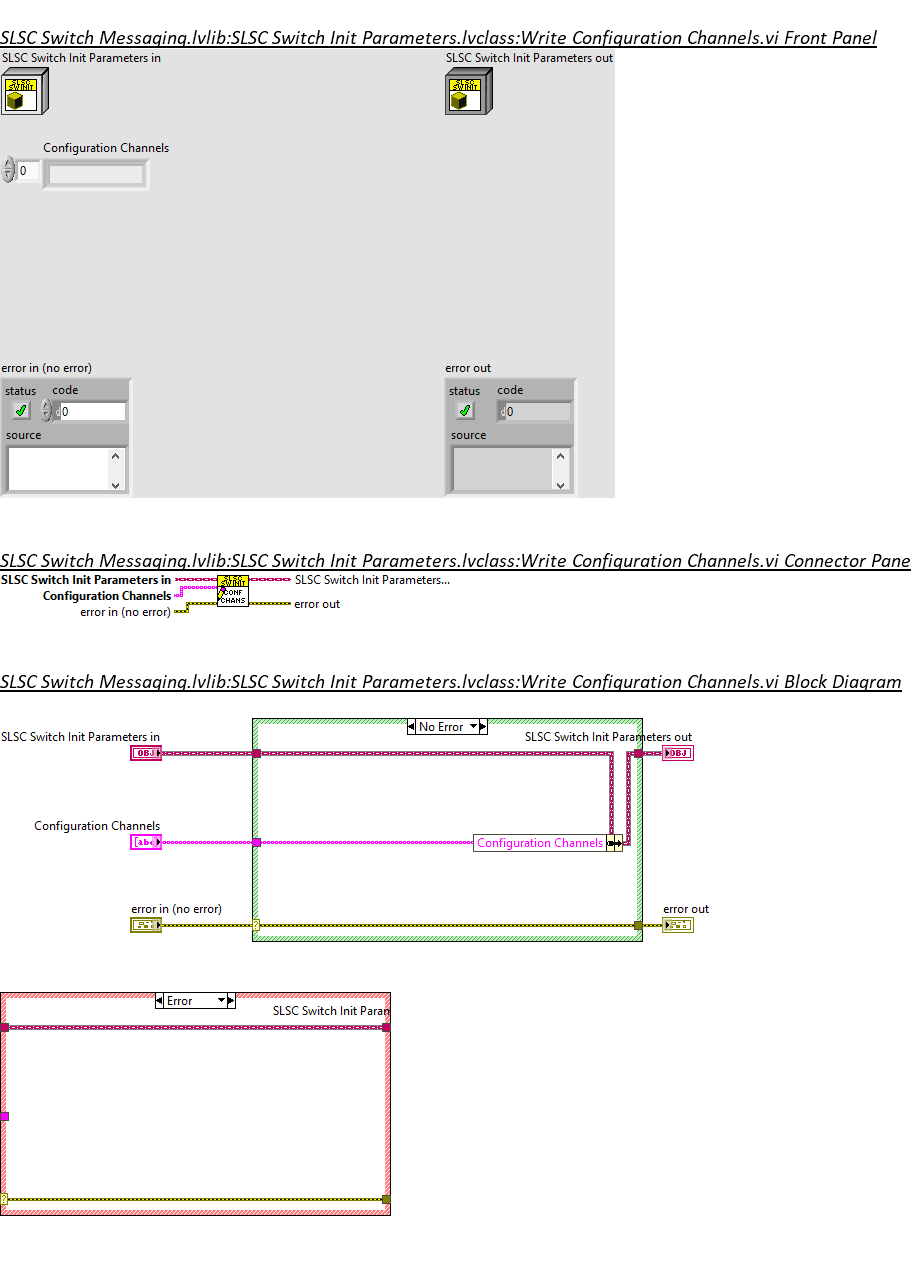 SLSC Switch Messaging.lvlib:SLSC Switch Init Parameters.lvclass:Write Configuration Channels.vi Front Panel
SLSC Switch Init Parameters in
SLSC Switch Init Parameters out
SLSC
SW INIT
SLSC
SW INIT
Configuration Channels
0
error in (no error)
error out
status code
status code
d 0
d 0
source
source
SLSC Switch Messaging.lvlib:SLSC Switch Init Parameters.lvclass:Write Configuration Channels.vi Connector Pane
SLSC Switch Init Parameters in
SLSC Switch Init Parameters...
Configuration Channels
error in (no error)
error out
SLSC
SW INIT
CONF
CHANS
SLSC Switch Messaging.lvlib:SLSC Switch Init Parameters.lvclass:Write Configuration Channels.vi Block Diagram
No Error
SLSC Switch Init Parameters in
SLSC Switch Init Parameters out
OBJ
OBJ
Configuration Channels
[abc
Configuration Channels
error in (no error)
error out
?
Error
SLSC Switch Init Param
?